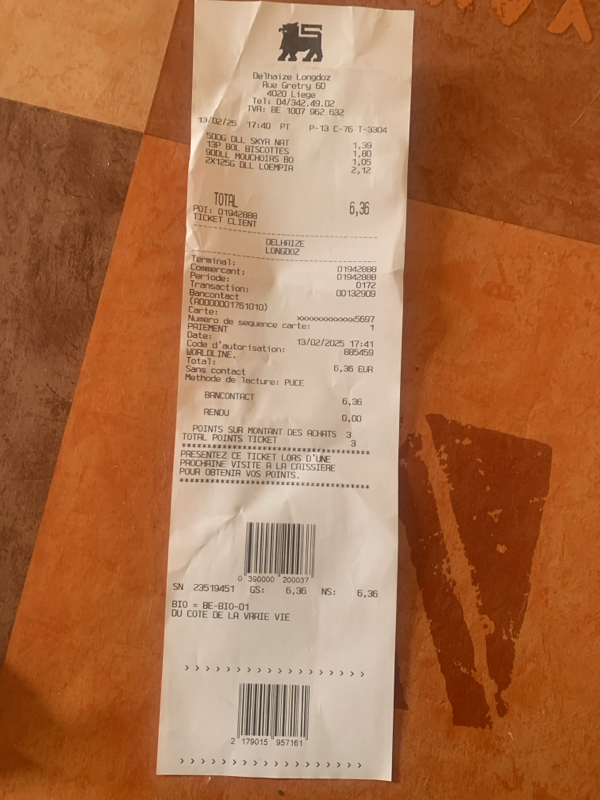 Delhaize Longdoz
Rue Gretry 60
4020 Liege
Tel: 04/342.49.02
TVA: BE 1007 962 632
13/02/25 17:40 PT P-13 C-76 T-3304
500G DLL SKYR NAT 1,39
13P BOL BISCOTTES 1,80
90DLL MOUCHOIRS BO 1,05
2X125G DLL LOEMPIA 2,12
TOTAL 6,36
POI: 01942888
TICKET CLIENT
DELHAIZE
LONGDOZ
Terminal: 01942888
Commercant: 01942888
Periode: 0172
Transaction: 00132909
Bancontact
(A0000001761010)
Carte: xxxxxxxxxxxx5697
Numero de sequence carte: 1
PAIEMENT
Date: 13/02/2025 17:41
Code d'autorisation: 885459
WORLDLINE.
Total: 6,36 EUR
Sans contact
Methode de lecture: PUCE
BANCONTACT 6,36
RENDU 0,00
POINTS SUR MONTANT DES ACHATS 3
TOTAL POINTS TICKET 3
PRESENTEZ CE TICKET LORS D'UNE
PROCHAINE VISITE A LA CAISSIERE
POUR OBTENIR VOS POINTS.
0 390000 200037
SN 23519451 GS: 6,36 NS: 6,36
BIO = BE-BIO-01
DU COTE DE LA VRAIE VIE
2 179015 957161